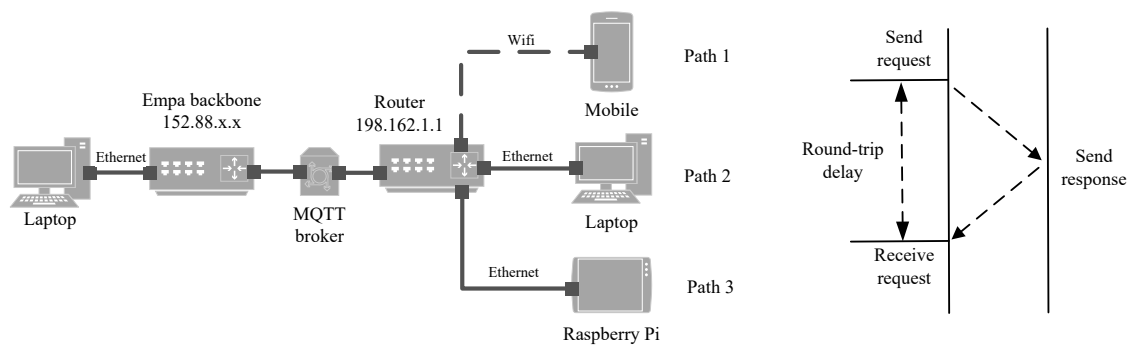 Wifi
Path 1
Mobile
Empa backbone
152.88.x.x
Router
198.162.1.1
Ethernet
Ethernet
Path 2
Laptop
MQTT
broker
Laptop
Ethernet
Path 3
Raspberry Pi
Send
request
Round-trip
delay
Send
response
Receive
request